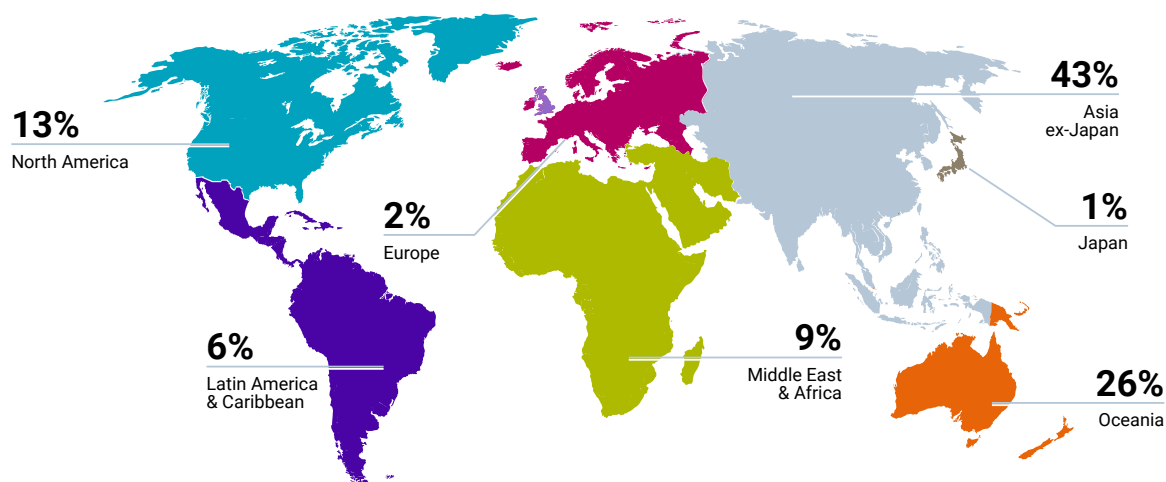 13%
North America
2%
Europe
6%
Latin America
& Caribbean
9%
Middle East
& Africa
43%
Asia
ex-Japan
1%
Japan
26%
Oceania